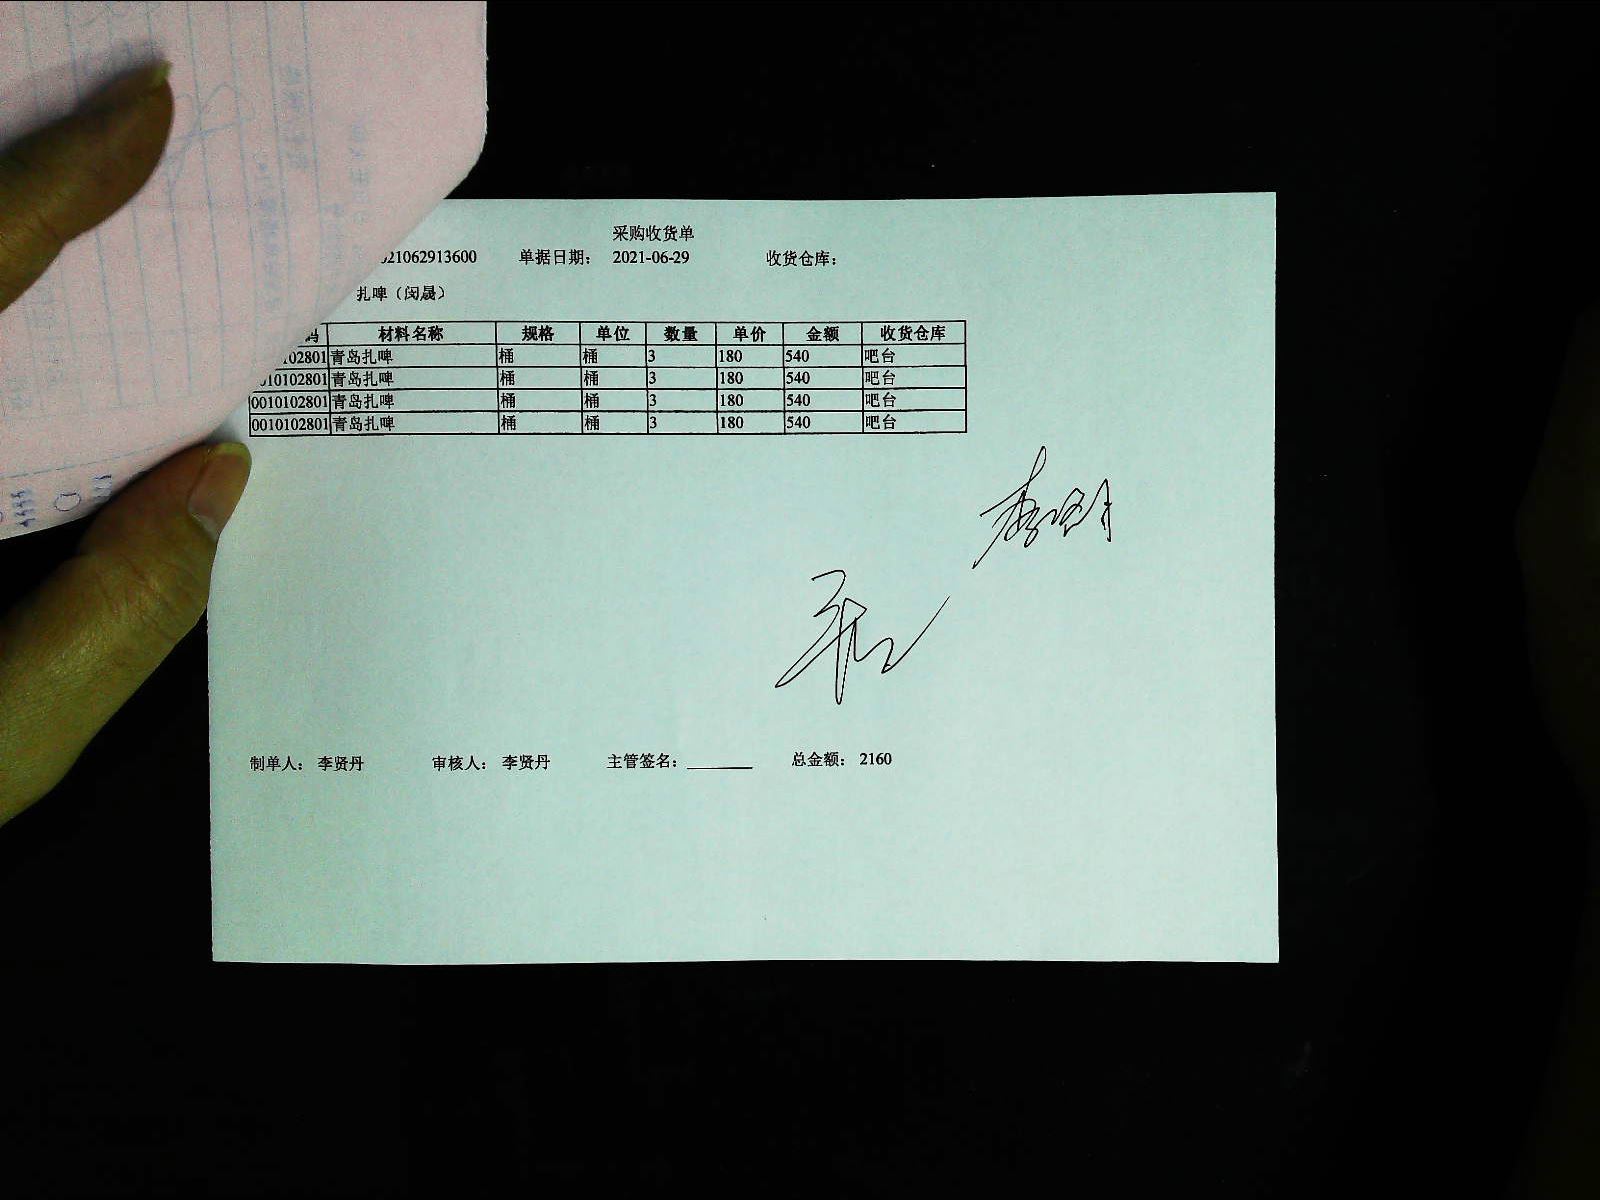 采购收货单
021062913600 单据日期： 2021-06-29 收货仓库：
扎啤（闵晟）
码 材料名称 规格 单位 数量 单价 金额 收货仓库
0102801 青岛扎啤 桶 桶 3 180 540 吧台
010102801 青岛扎啤 桶 桶 3 180 540 吧台
0010102801 青岛扎啤 桶 桶 3 180 540 吧台
0010102801 青岛扎啤 桶 桶 3 180 540 吧台
制单人： 李贤丹 审核人： 李贤丹 主管签名： 总金额： 2160